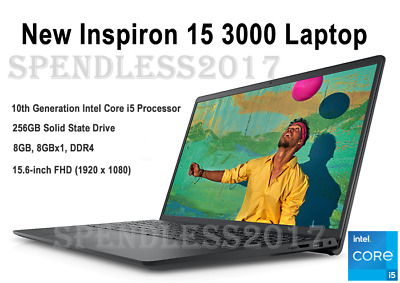 New Inspiron 15 3000 Laptop
SPENDLESS2017
10th Generation Intel Core i5 Processor
256GB Solid State Drive
8GB, 8GBx1, DDR4
15.6-inch FHD (1920 x 1080)
SPENDLESS2017
intel
CORE
i5